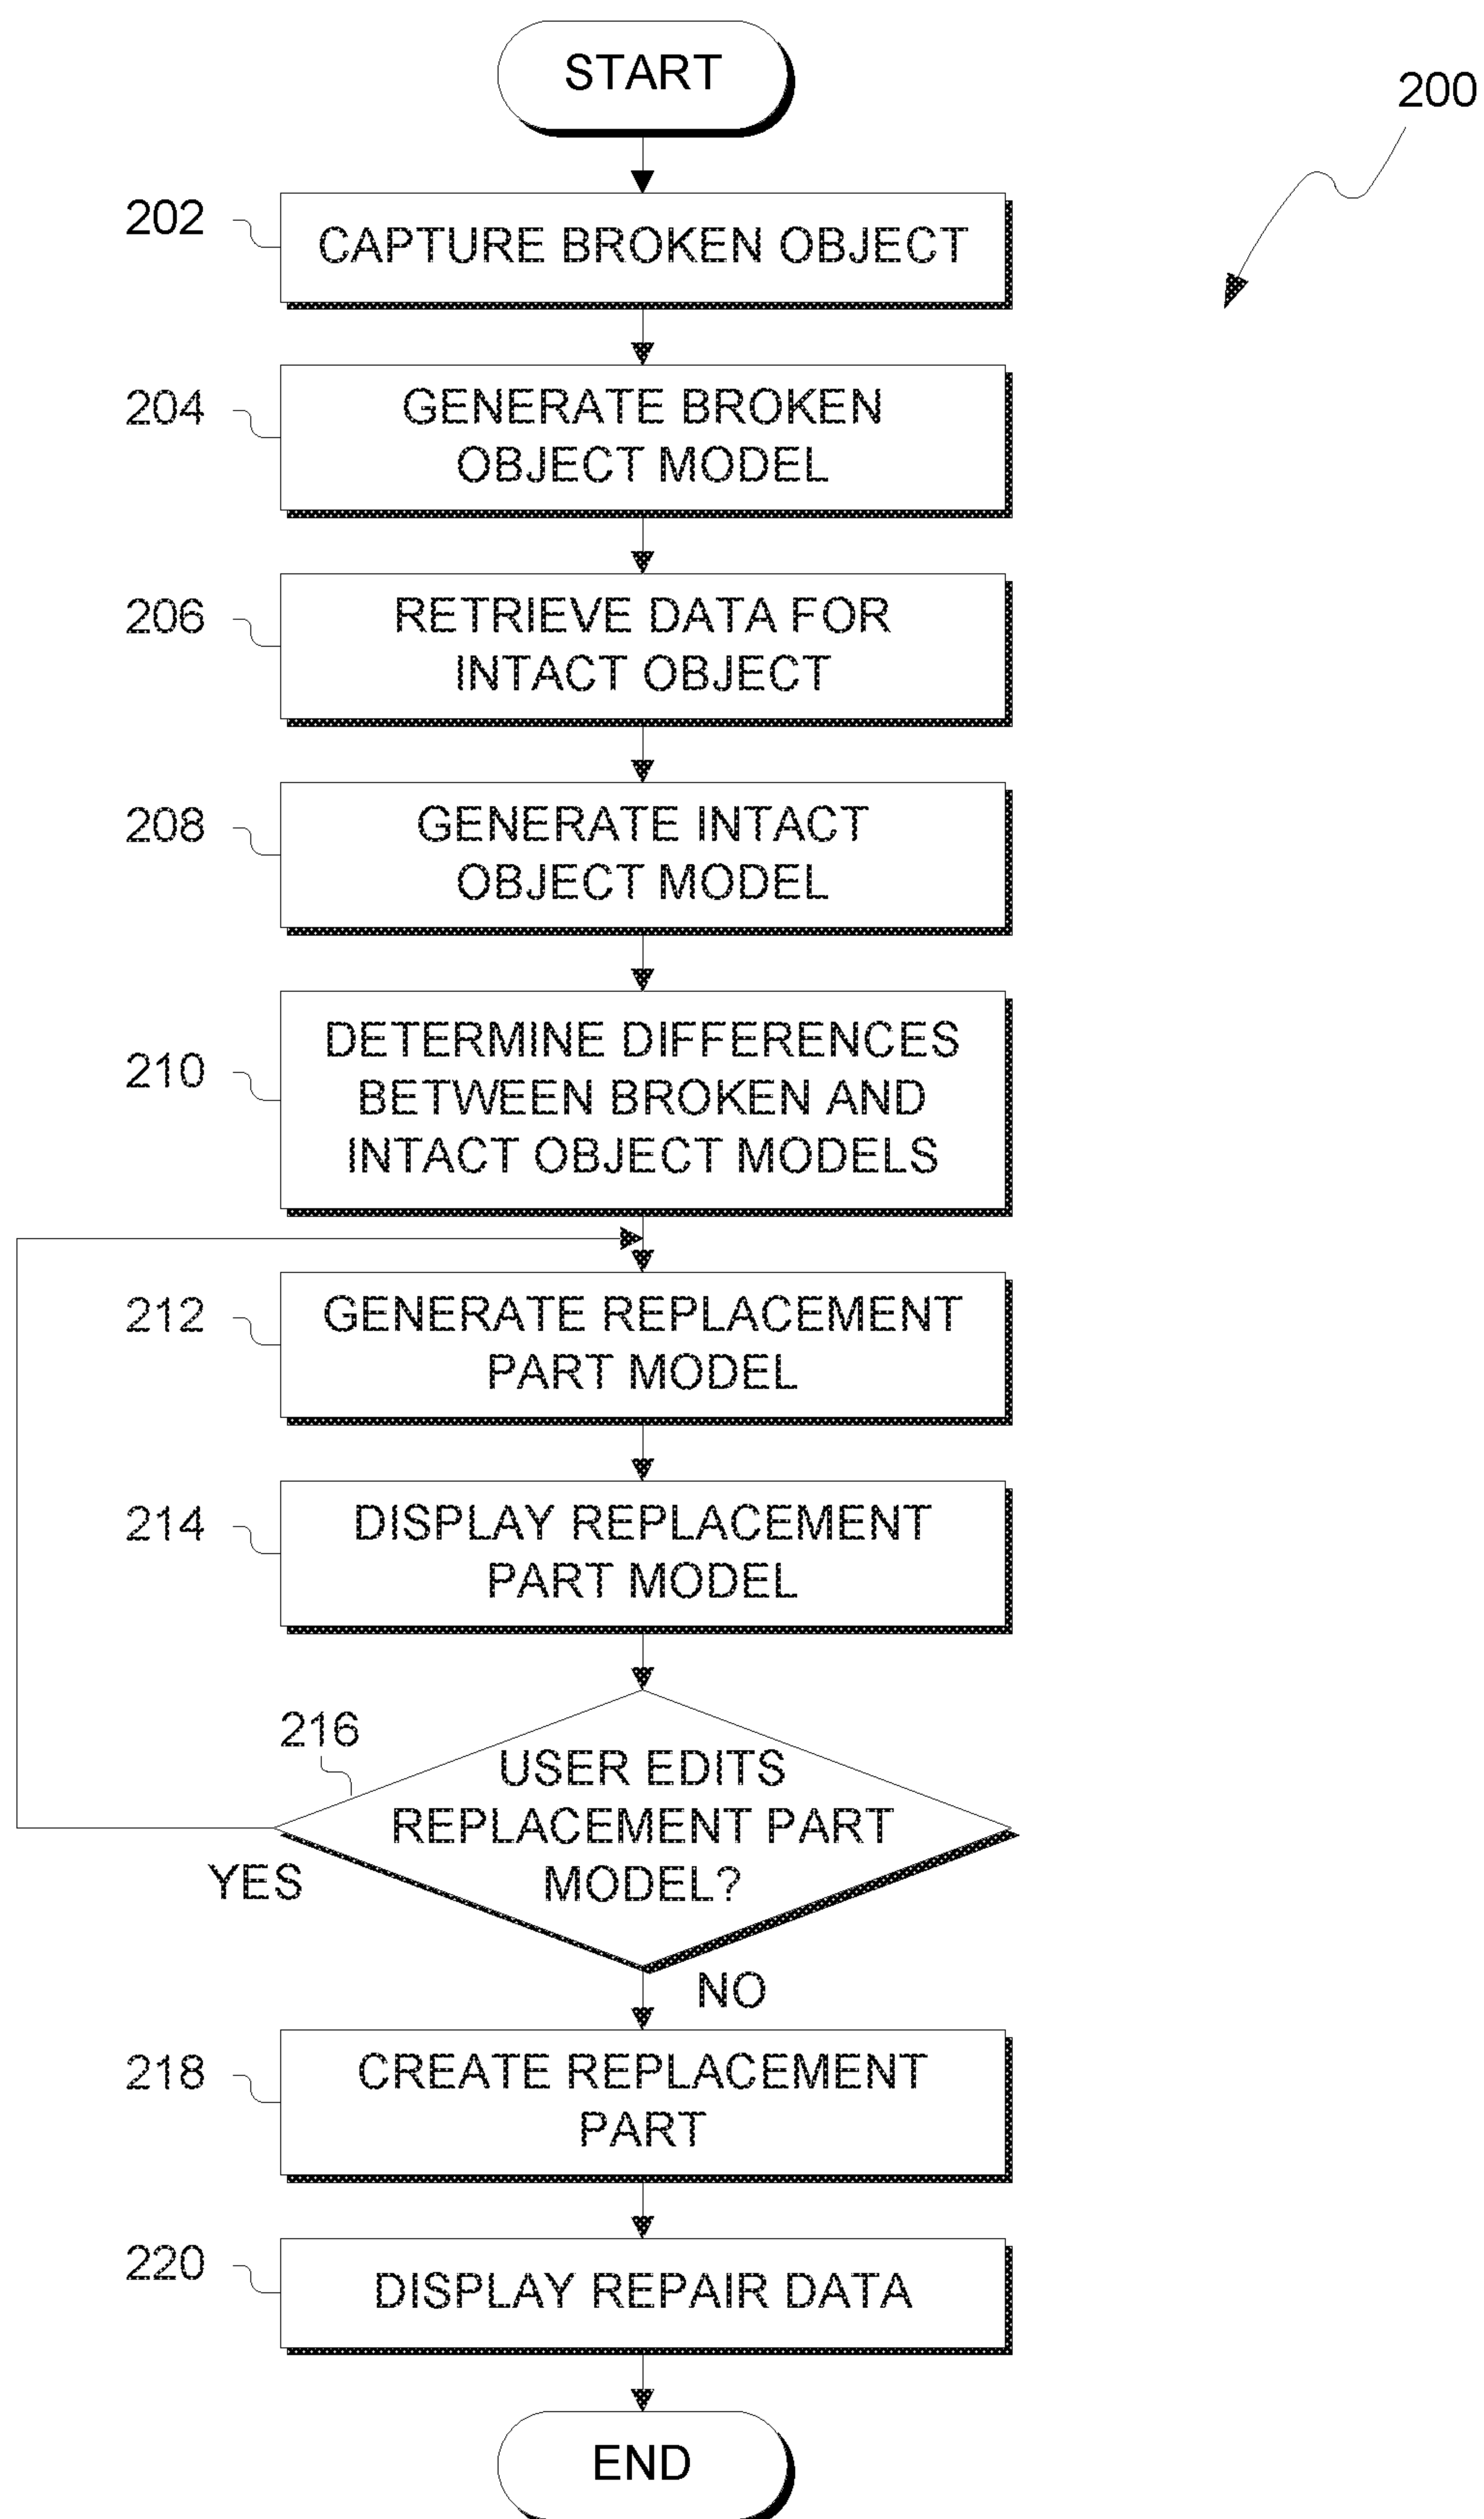 START
200
202
CAPTURE BROKEN OBJECT
204
GENERATE BROKEN
OBJECT MODEL
206
RETRIEVE DATA FOR
INTACT OBJECT
208
GENERATE INTACT
OBJECT MODEL
210
DETERMINE DIFFERENCES
BETWEEN BROKEN AND
INTACT OBJECT MODELS
212
GENERATE REPLACEMENT
PART MODEL
214
DISPLAY REPLACEMENT
PART MODEL
216
USER EDITS
REPLACEMENT PART
MODEL?
YES
NO
218
CREATE REPLACEMENT
PART
220
DISPLAY REPAIR DATA
END